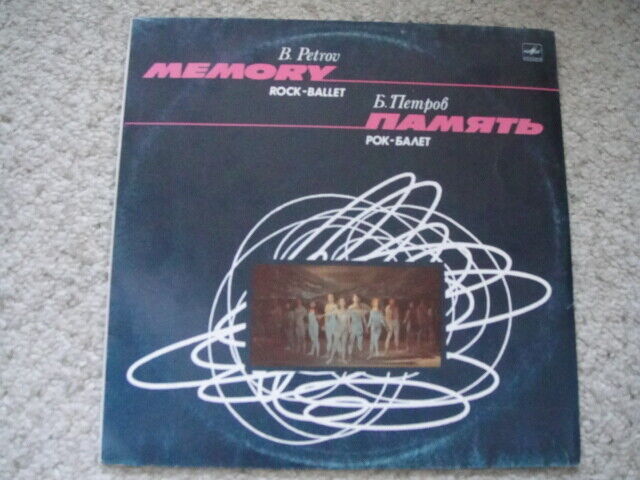 B. Petrov
MEMORY
ROCK-BALLET
Б. Петров
ПАМЯТЬ
РОК-БАЛЕТ